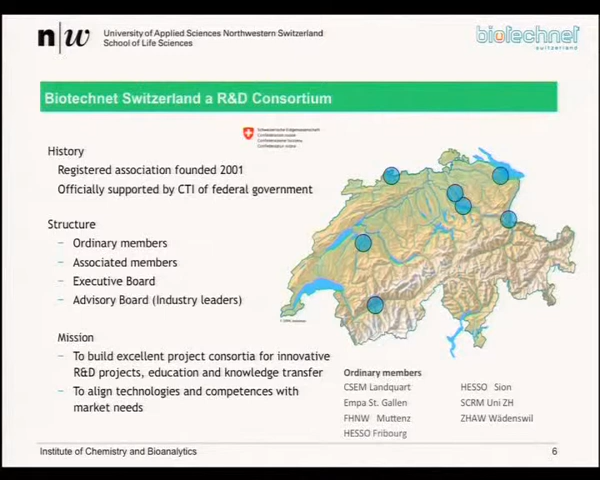 n|w
University of Applied Sciences Northwestern Switzerland
School of Life Sciences
biotechnet
switzerland
Biotechnet Switzerland a R&D Consortium
History
Registered association founded 2001
Officially supported by CTI of federal government
Structure
– Ordinary members
– Associated members
– Executive Board
– Advisory Board (Industry leaders)
Mission
– To build excellent project consortia for innovative
R&D projects, education and knowledge transfer
– To align technologies and competences with
market needs
Ordinary members
CSEM Landquart
Empa St. Gallen
FHNW Muttenz
HESSO Fribourg
HESSO Sion
SCRM Uni ZH
ZHAW Wädenswil
Institute of Chemistry and Bioanalytics
6